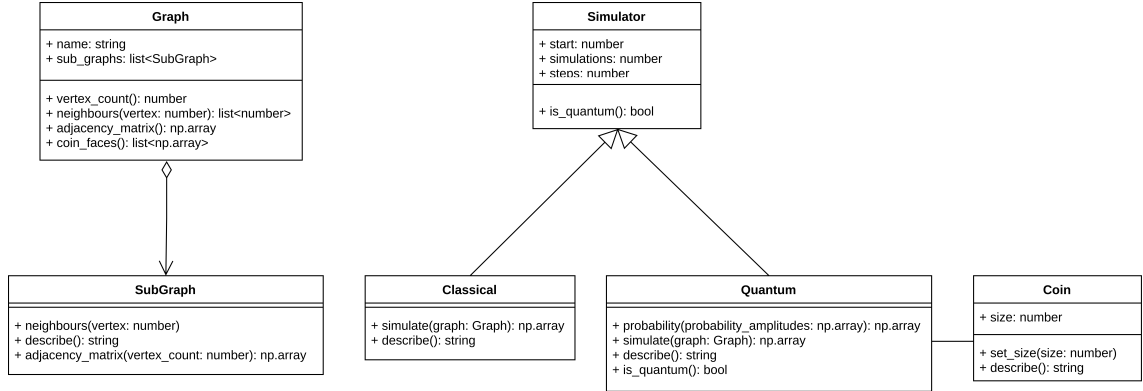 Graph
+ name: string
+ sub_graphs: list<SubGraph>
+ vertex_count(): number
+ neighbours(vertex: number): list<number>
+ adjacency_matrix(): np.array
+ coin_faces(): list<np.array>
Simulator
+ start: number
+ simulations: number
+ steps: number
+ is_quantum(): bool
SubGraph
+ neighbours(vertex: number)
+ describe(): string
+ adjacency_matrix(vertex_count: number): np.array
Classical
+ simulate(graph: Graph): np.array
+ describe(): string
Quantum
+ probability(probability_amplitudes: np.array): np.array
+ simulate(graph: Graph): np.array
+ describe(): string
+ is_quantum(): bool
Coin
+ size: number
+ set_size(size: number)
+ describe(): string